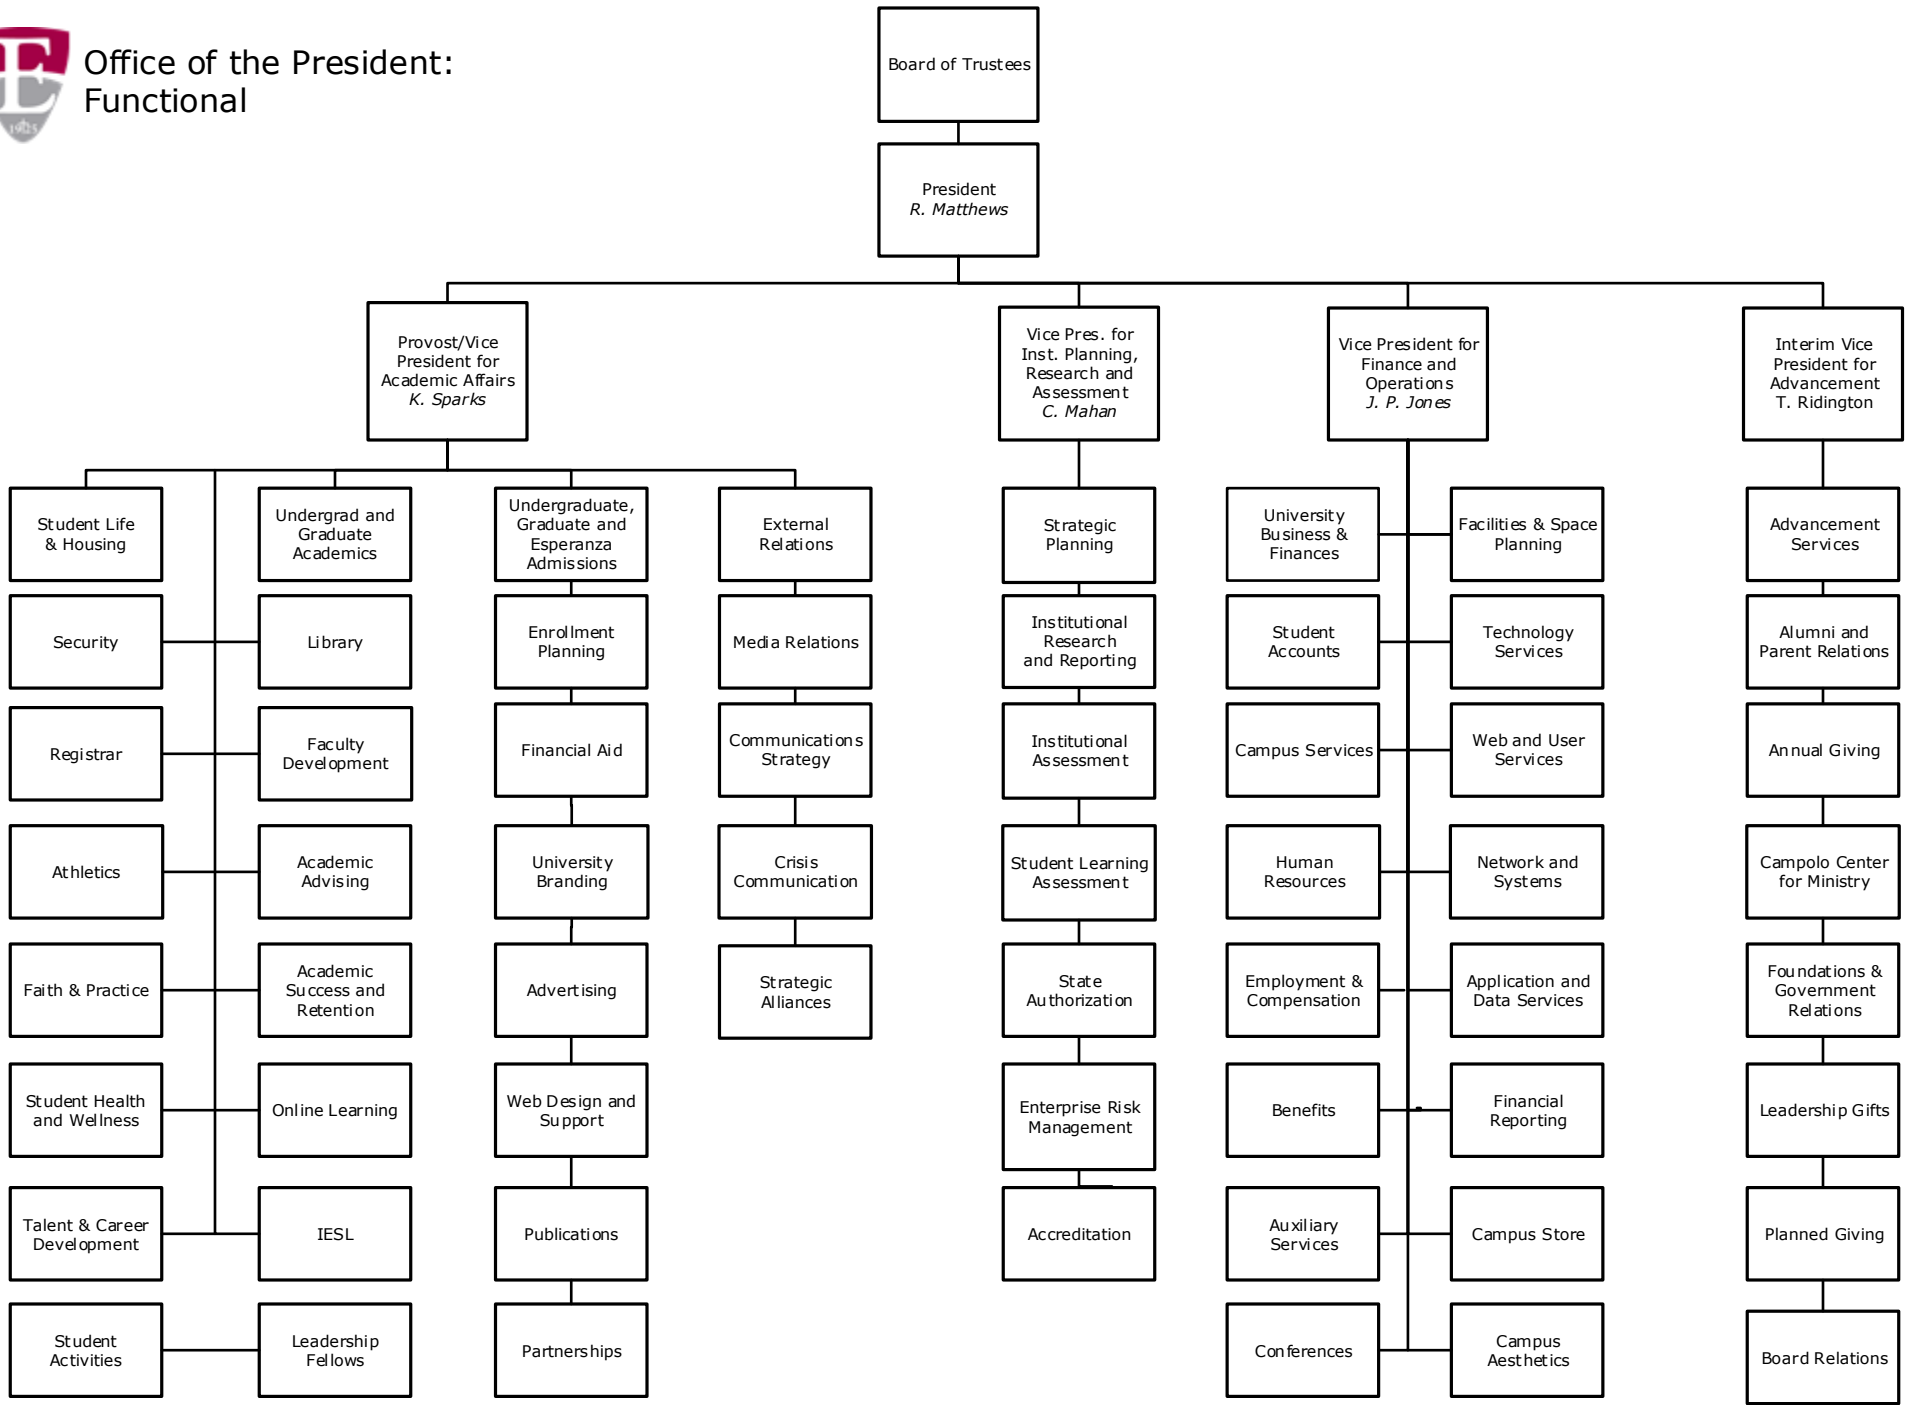 Office of the President:
Functional
E
1925
Board of Trustees
President
R. Matthews
Provost/Vice
President for
Academic Affairs
K. Sparks
Vice Pres. for
Inst. Planning,
Research and
Assessment
C. Mahan
Vice President for
Finance and
Operations
J. P. Jones
Interim Vice
President for
Advancement
T. Ridington
Student Life
& Housing
Security
Registrar
Athletics
Faith & Practice
Student Health
and Wellness
Talent & Career
Development
Student
Activities
Undergrad and
Graduate
Academics
Library
Faculty
Development
Academic
Advising
Academic
Success and
Retention
Online Learning
IESL
Leadership
Fellows
Undergraduate,
Graduate and
Esperanza
Admissions
Enrollment
Planning
Financial Aid
University
Branding
Advertising
Web Design and
Support
Publications
Partnerships
External
Relations
Media Relations
Communications
Strategy
Crisis
Communication
Strategic
Alliances
Strategic
Planning
Institutional
Research
and Reporting
Institutional
Assessment
Student Learning
Assessment
State
Authorization
Enterprise Risk
Management
Accreditation
University
Business &
Finances
Student
Accounts
Campus Services
Human
Resources
Employment &
Compensation
Benefits
Auxiliary
Services
Conferences
Facilities & Space
Planning
Technology
Services
Web and User
Services
Network and
Systems
Application and
Data Services
Financial
Reporting
Campus Store
Campus
Aesthetics
Advancement
Services
Alumni and
Parent Relations
Annual Giving
Campolo Center
for Ministry
Foundations &
Government
Relations
Leadership Gifts
Planned Giving
Board Relations